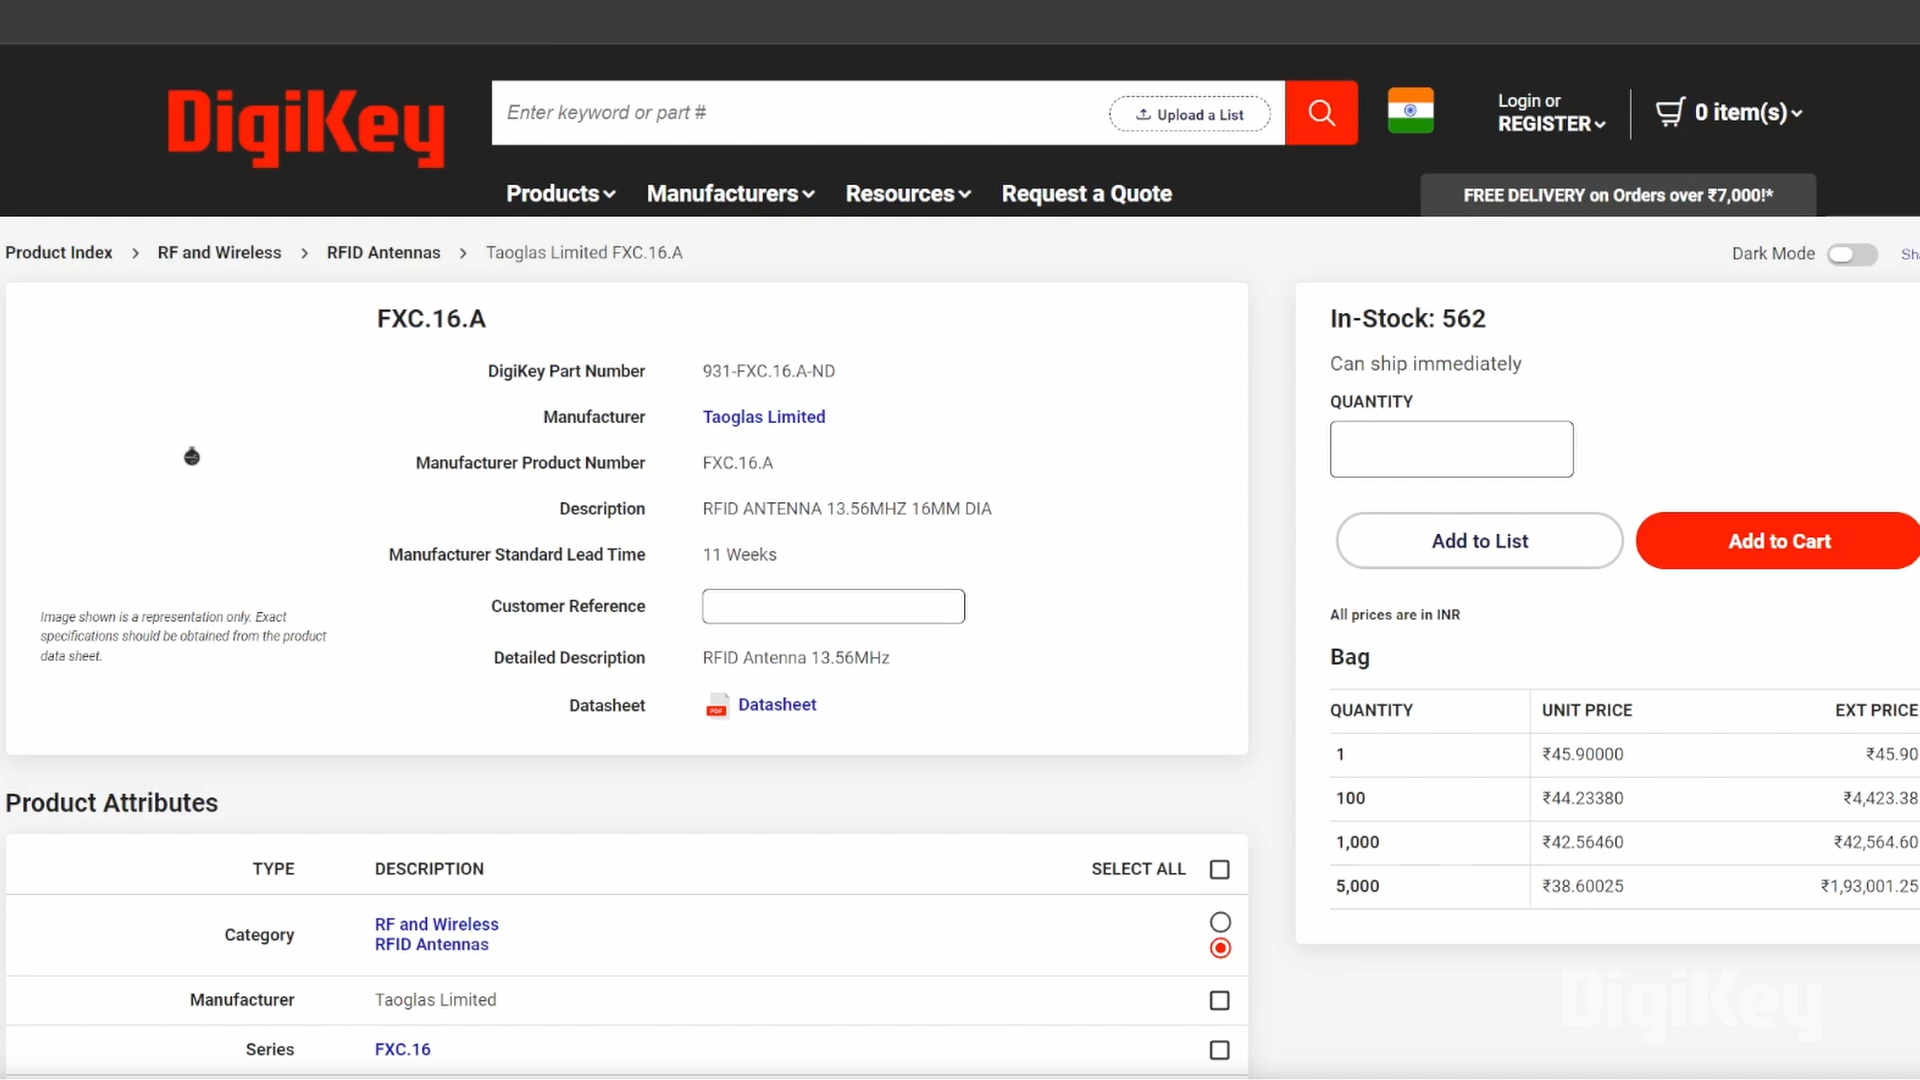 DigiKey
Enter keyword or part #
Upload a List
Login or
REGISTER
0 item(s)
Products
Manufacturers
Resources
Request a Quote
FREE DELIVERY on Orders over ₹7,000!*
Product Index > RF and Wireless > RFID Antennas > Taoglas Limited FXC.16.A
Dark Mode
Sha
FXC.16.A
DigiKey Part Number 931-FXC.16.A-ND
Manufacturer Taoglas Limited
Manufacturer Product Number FXC.16.A
Description RFID ANTENNA 13.56MHZ 16MM DIA
Manufacturer Standard Lead Time 11 Weeks
Customer Reference
Detailed Description RFID Antenna 13.56MHz
Datasheet PDF Datasheet
Image shown is a representation only. Exact
specifications should be obtained from the product
data sheet.
In-Stock: 562
Can ship immediately
QUANTITY
Add to List
Add to Cart
All prices are in INR
Bag
QUANTITY UNIT PRICE EXT PRICE
1 ₹45.90000 ₹45.90
100 ₹44.23380 ₹4,423.38
1,000 ₹42.56460 ₹42,564.60
5,000 ₹38.60025 ₹1,93,001.25
Product Attributes
TYPE DESCRIPTION SELECT ALL
Category RF and Wireless
RFID Antennas
Manufacturer Taoglas Limited
Series FXC.16
DigiKey